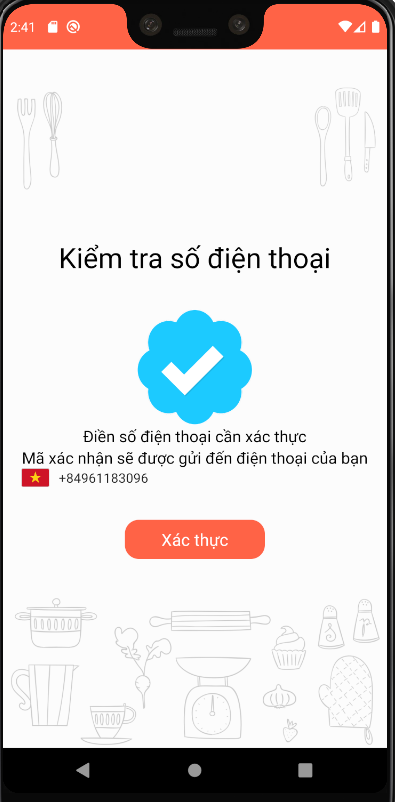 2:41
Kiểm tra số điện thoại
Điền số điện thoại cần xác thực
Mã xác nhận sẽ được gửi đến điện thoại của bạn
+84961183096
Xác thực